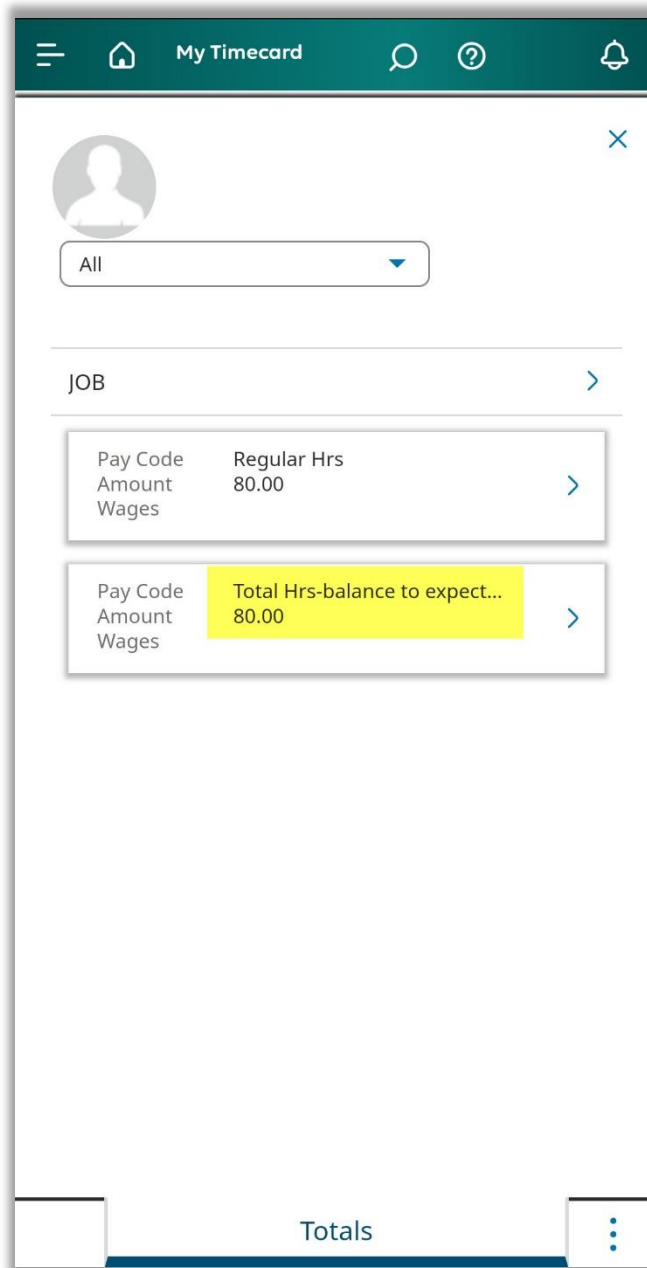 My Timecard
All
JOB
Pay Code Regular Hrs
Amount 80.00
Wages
Pay Code Total Hrs-balance to expect...
Amount 80.00
Wages
Totals